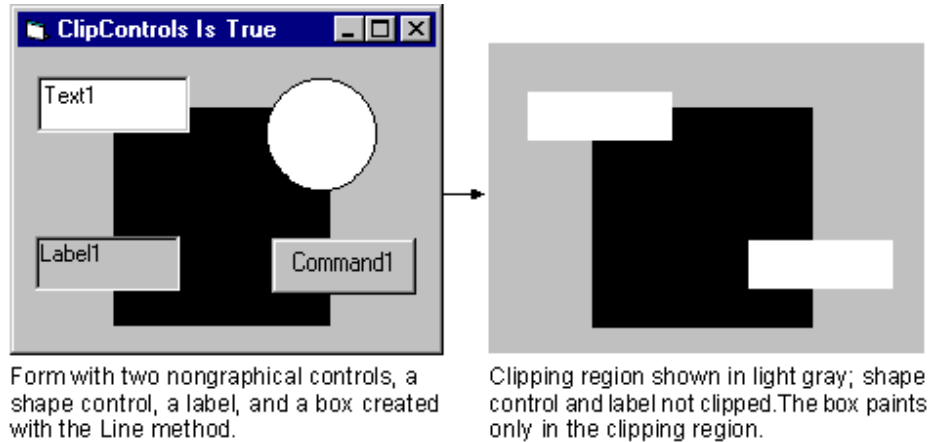 ClipControls Is True
Text1
Label1
Command1
Form with two nongraphical controls, a
shape control, a label, and a box created
with the Line method.
Clipping region shown in light gray; shape
control and label not clipped.The box paints
only in the clipping region.